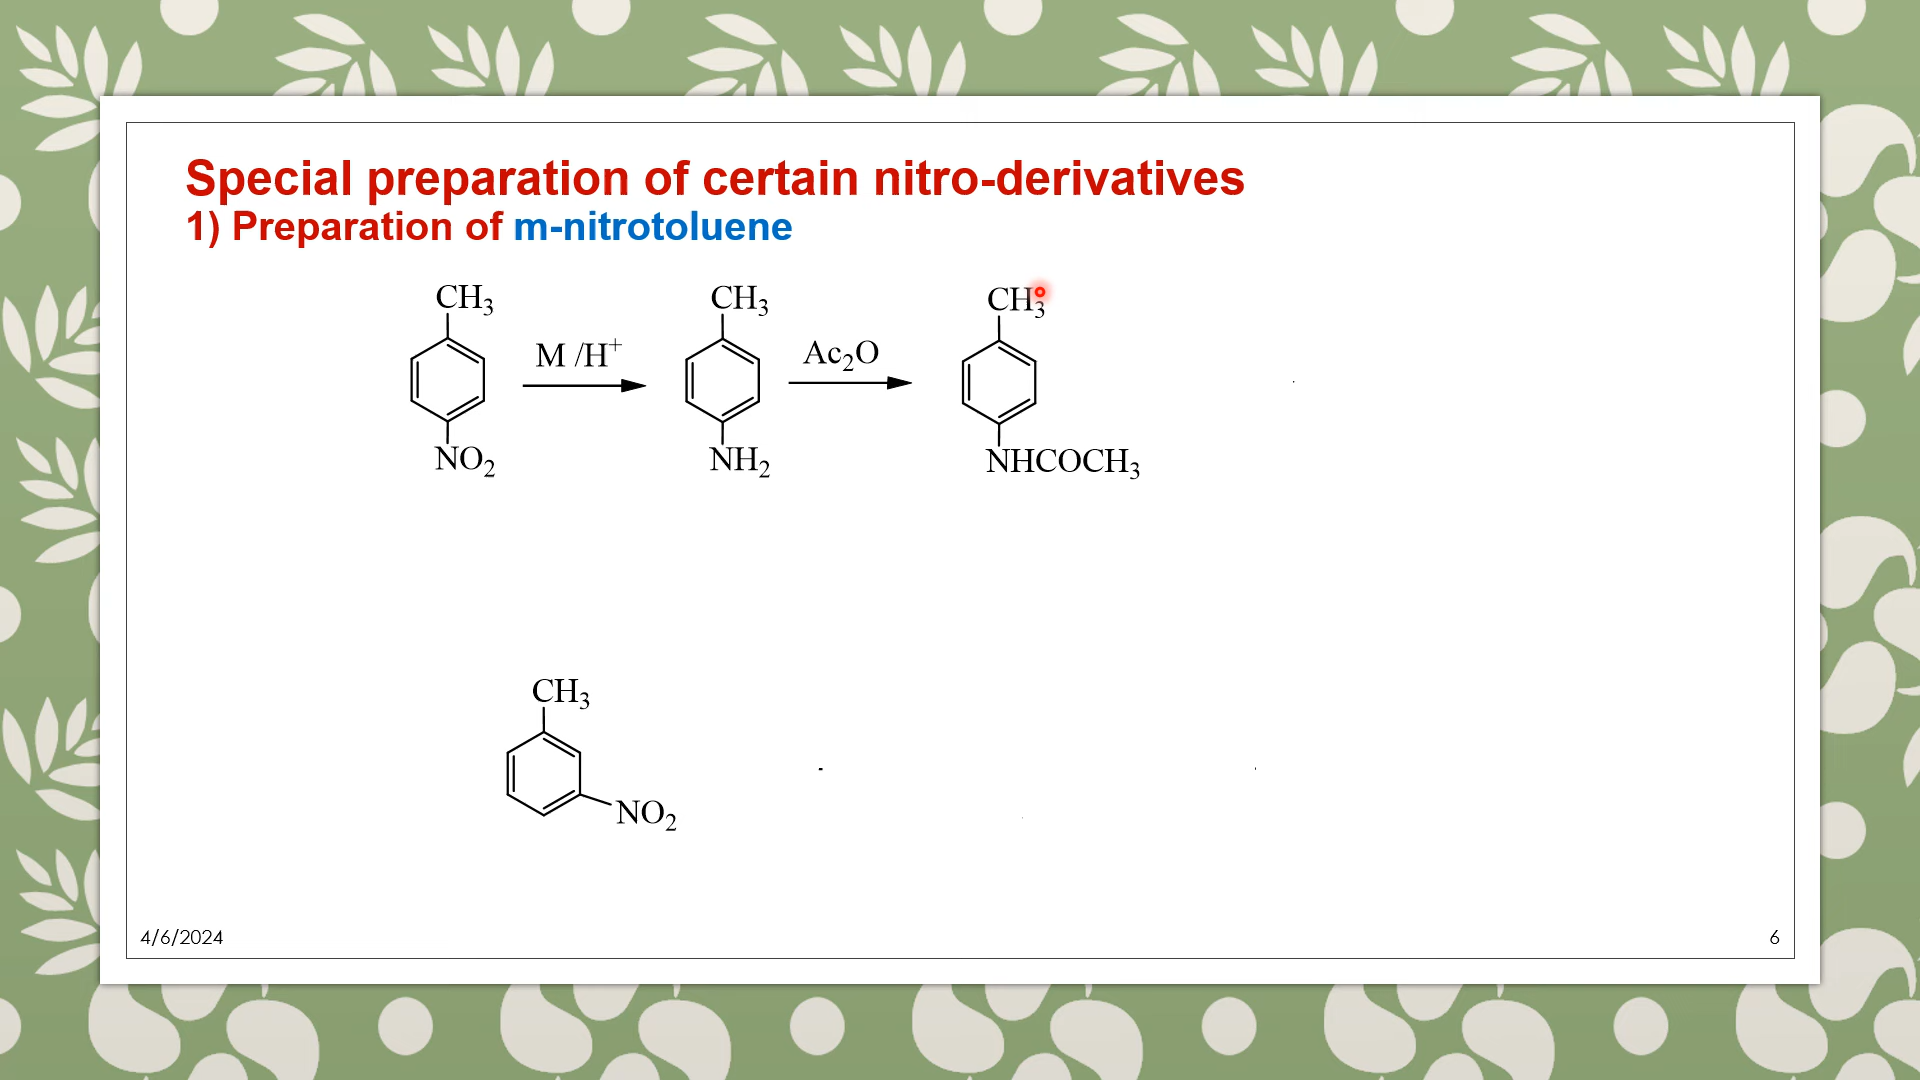 Special preparation of certain nitro-derivatives
1) Preparation of m-nitrotoluene
CH3 CH3 CH3
M /H+ Ac2O
NO2 NH2 NHCOCH3
CH3
NO2
4/6/2024 6